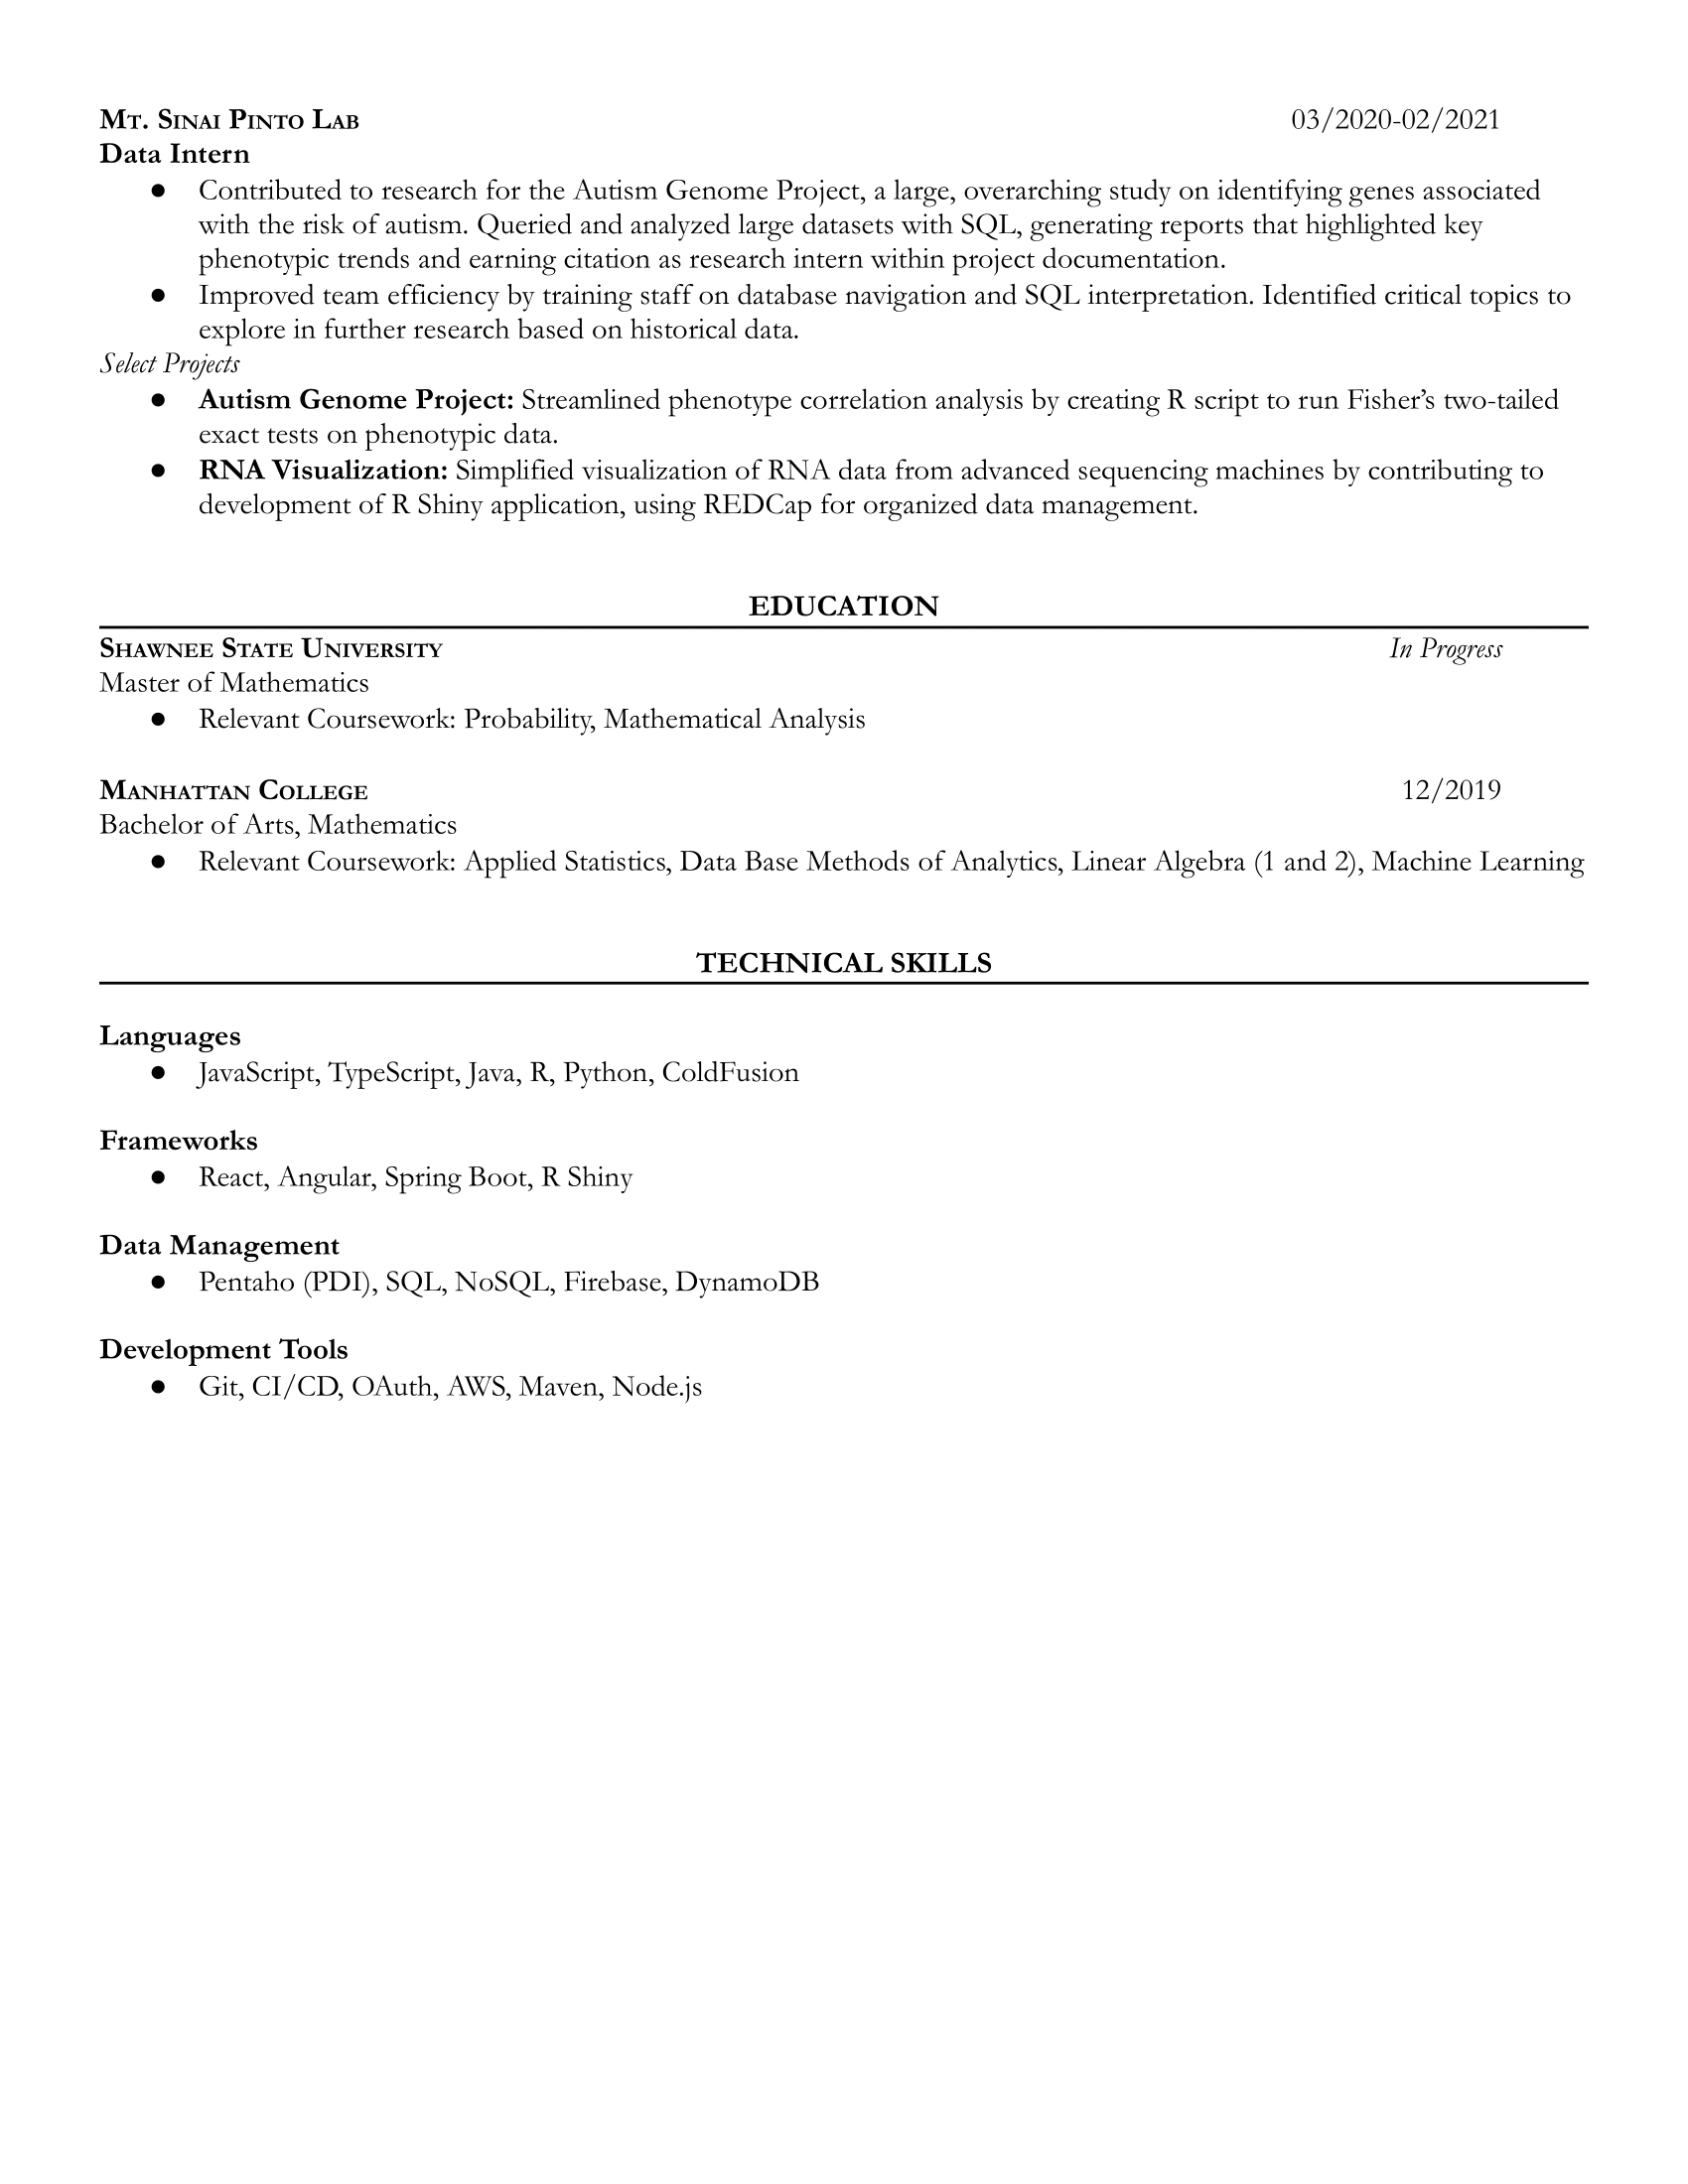 Mt. Sinai Pinto Lab 03/2020-02/2021
Data Intern
● Contributed to research for the Autism Genome Project, a large, overarching study on identifying genes associated
with the risk of autism. Queried and analyzed large datasets with SQL, generating reports that highlighted key
phenotypic trends and earning citation as research intern within project documentation.
● Improved team efficiency by training staff on database navigation and SQL interpretation. Identified critical topics to
explore in further research based on historical data.
Select Projects
● Autism Genome Project: Streamlined phenotype correlation analysis by creating R script to run Fisher’s two-tailed
exact tests on phenotypic data.
● RNA Visualization: Simplified visualization of RNA data from advanced sequencing machines by contributing to
development of R Shiny application, using REDCap for organized data management.
EDUCATION
Shawnee State University In Progress
Master of Mathematics
● Relevant Coursework: Probability, Mathematical Analysis
Manhattan College 12/2019
Bachelor of Arts, Mathematics
● Relevant Coursework: Applied Statistics, Data Base Methods of Analytics, Linear Algebra (1 and 2), Machine Learning
TECHNICAL SKILLS
Languages
● JavaScript, TypeScript, Java, R, Python, ColdFusion
Frameworks
● React, Angular, Spring Boot, R Shiny
Data Management
● Pentaho (PDI), SQL, NoSQL, Firebase, DynamoDB
Development Tools
● Git, CI/CD, OAuth, AWS, Maven, Node.js